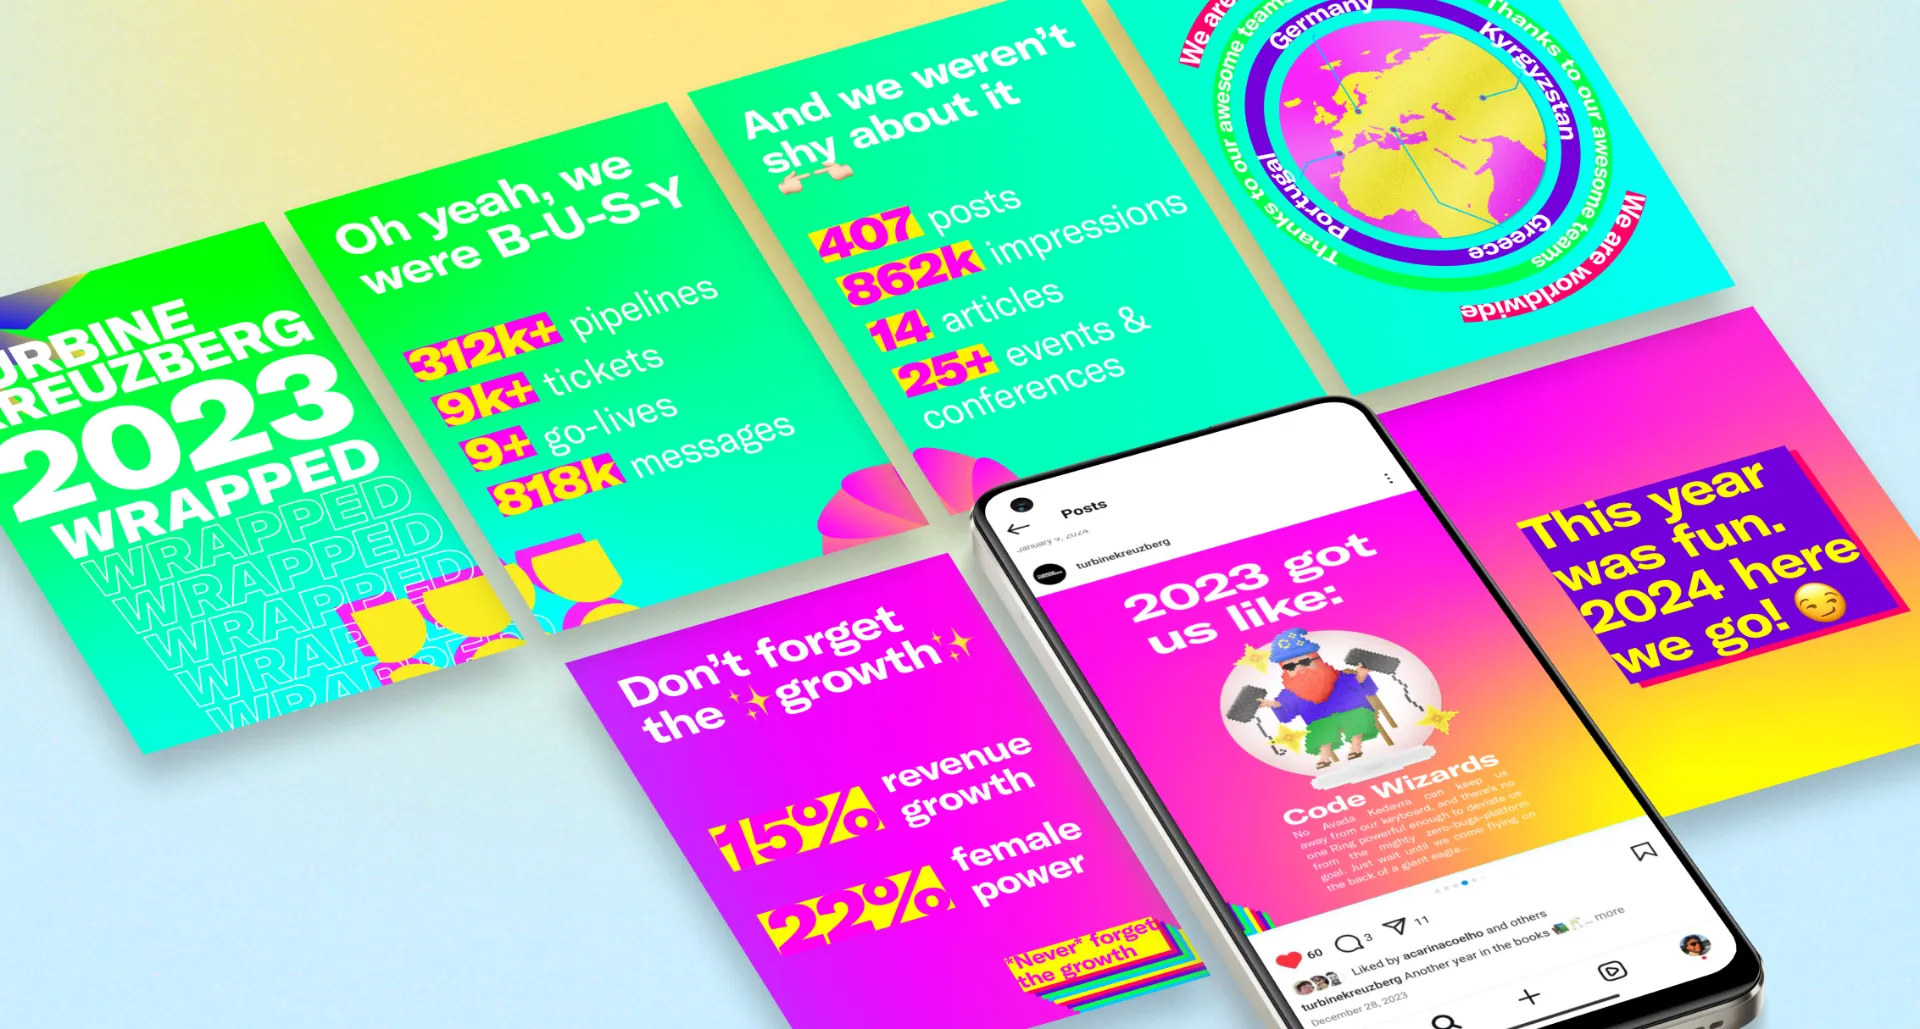 URBINE
KREUZBERG
2023
WRAPPED
WRAPPED
WRAPPED
WRAPPED
WRAPPED
WRAPPED
Oh yeah, we
were B-U-S-Y
312k+ pipelines
9k+ tickets
9+ go-lives
818k messages
And we weren't
shy about it
👉🏻👈🏻
407 posts
862k impressions
14 articles
25+ events &
conferences
We are
Thanks to our awesome teams
Thanks to our awesome teams
Germany
Kyrgyzstan
Portugal
Greece
We are worldwide
Don't forget
the ✨growth✨
15% revenue
growth
22% female
power
*Never* forget
the growth
Posts
January 9, 2024
turbinekreuzberg
2023 got
us like:
Code Wizards
No Avada Kedavra can keep us
away from our keyboard, and there's no
one Ring powerful enough to deviate us
from the mighty zero-bugs-platform
goal. Just wait until we come flying on
the back of a giant eagle...
60 3 11
Liked by acarinacoelho and others
turbinekreuzberg Another year in the books ... more
December 28, 2023
This year
was fun.
2024 here
we go! 😏